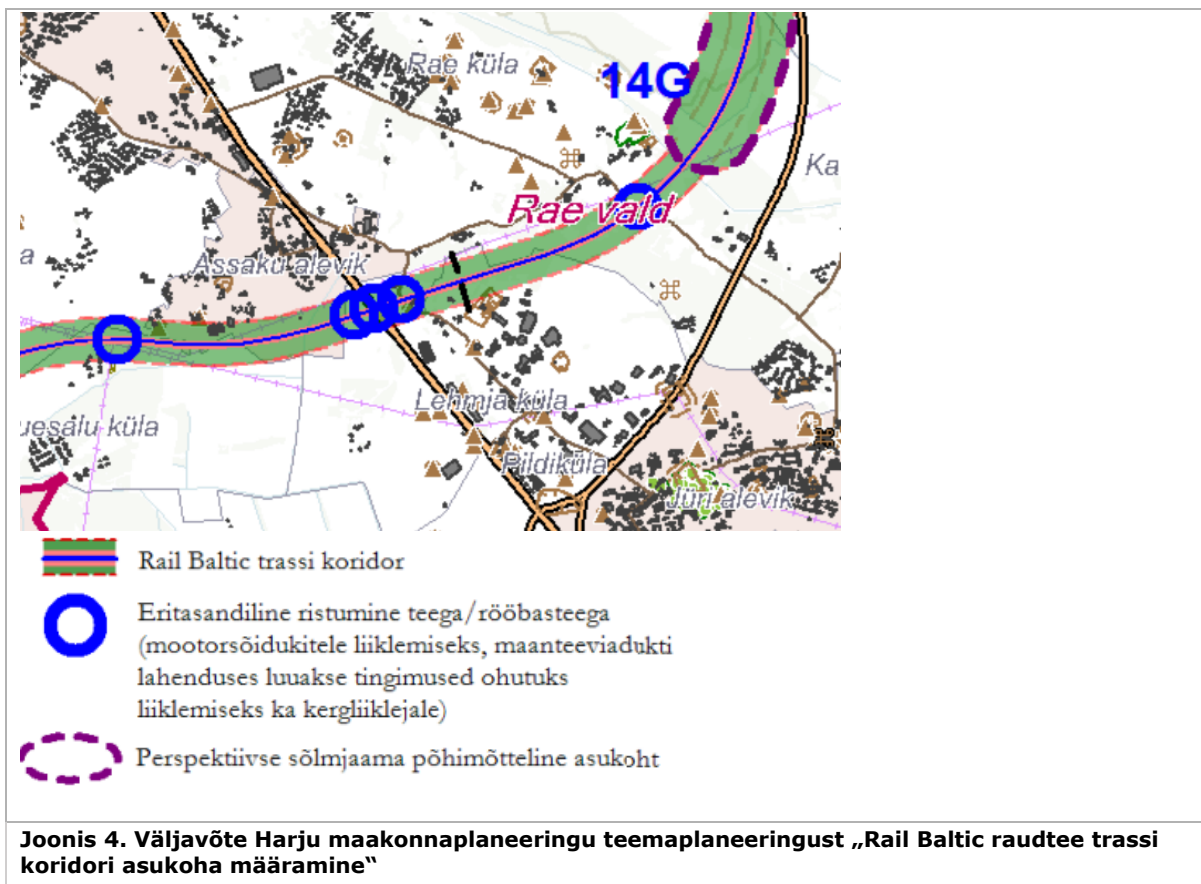 Rae küla
14G
Ka
Rae vald
a
Assaku alevik
Lehmja küla
uesalu küla
Pildiküla
Jüri alevik
Rail Baltic trassi koridor
Eritasandiline ristumine teega/rööbasteega
(mootorsõidukitele liiklemiseks, maanteeviadukti
lahenduses luuakse tingimused ohutuks
liiklemiseks ka kergliiklejale)
Perspektiivse sõlmjaama põhimõtteline asukoht
Joonis 4. Väljavõte Harju maakonnaplaneeringu teemaplaneeringust „Rail Baltic raudtee trassi
koridori asukoha määramine“